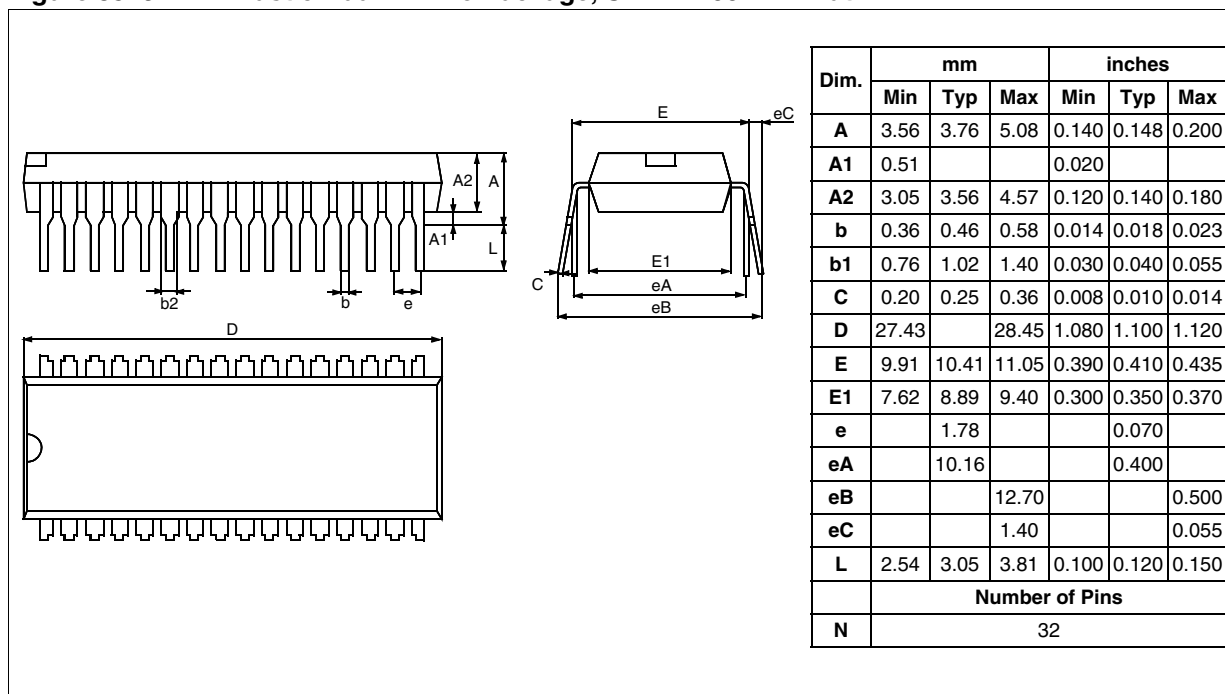 Dim. mm inches
Min Typ Max Min Typ Max
A 3.56 3.76 5.08 0.140 0.148 0.200
A1 0.51 0.020
A2 3.05 3.56 4.57 0.120 0.140 0.180
b 0.36 0.46 0.58 0.014 0.018 0.023
b1 0.76 1.02 1.40 0.030 0.040 0.055
C 0.20 0.25 0.36 0.008 0.010 0.014
D 27.43 28.45 1.080 1.100 1.120
E 9.91 10.41 11.05 0.390 0.410 0.435
E1 7.62 8.89 9.40 0.300 0.350 0.370
e 1.78 0.070
eA 10.16 0.400
eB 12.70 0.500
eC 1.40 0.055
L 2.54 3.05 3.81 0.100 0.120 0.150
Number of Pins
N 32
A2 A
A1 L
b2 b e
D
E eC
E1
C eA
eB